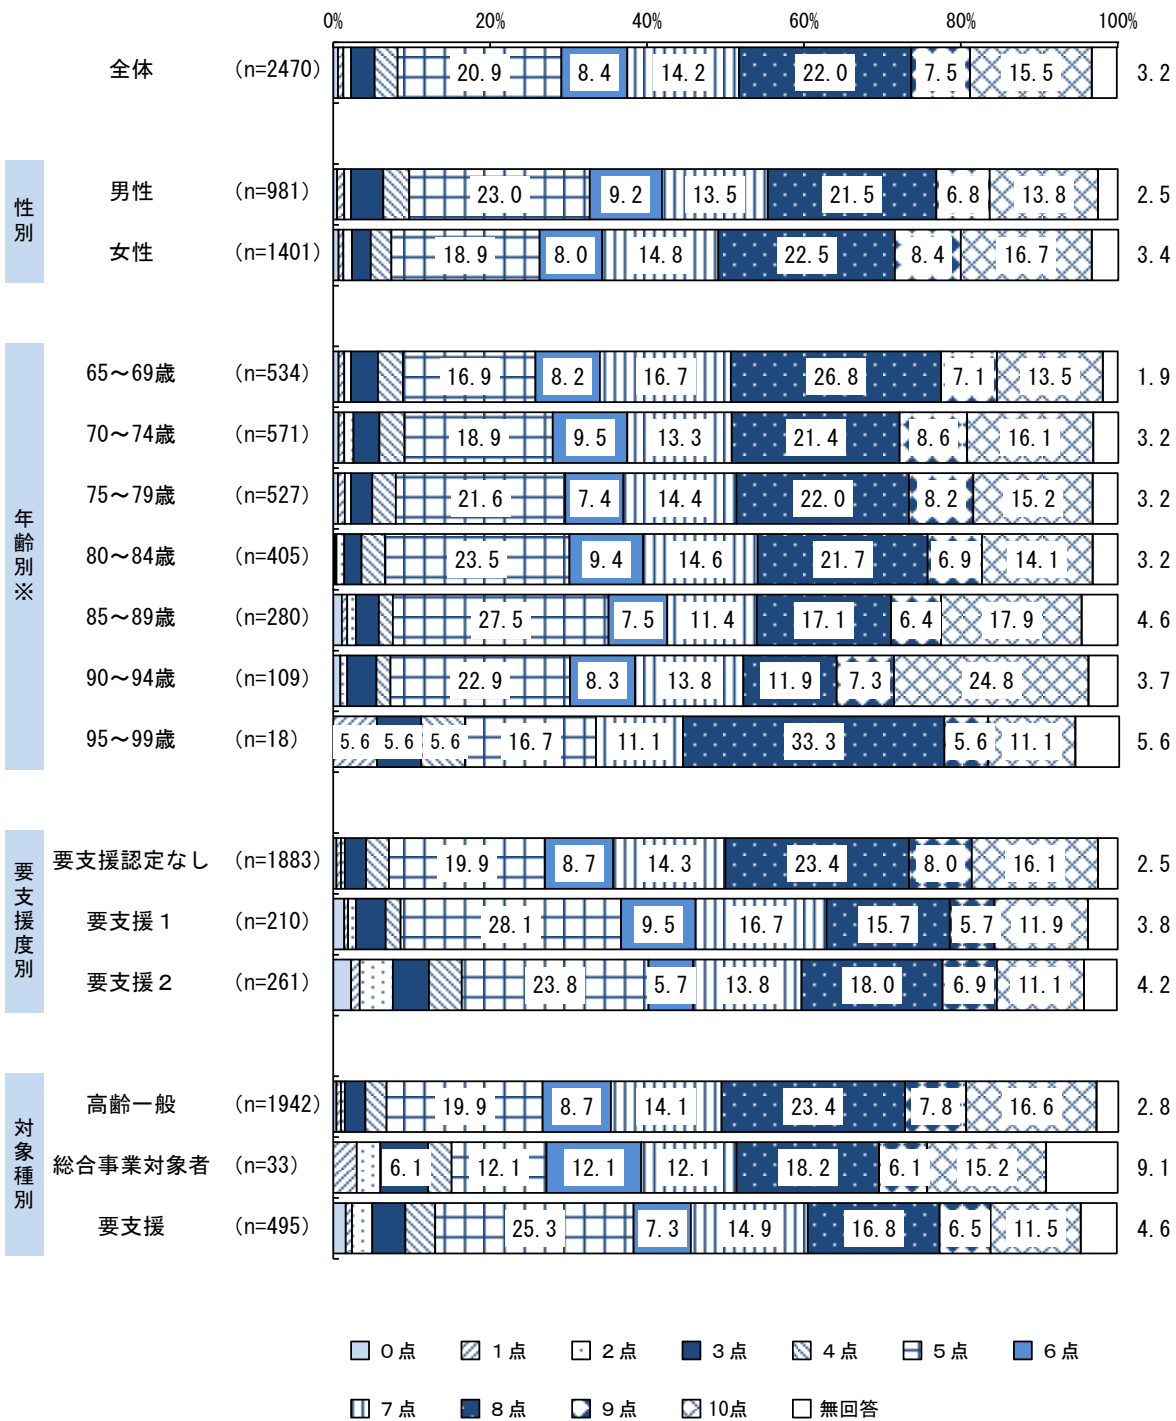 0% 20% 40% 60% 80% 100%
全体 (n=2470) 20.9 8.4 14.2 22.0 7.5 15.5 3.2
性別
男性 (n=981) 23.0 9.2 13.5 21.5 6.8 13.8 2.5
女性 (n=1401) 18.9 8.0 14.8 22.5 8.4 16.7 3.4
年齢別※
65～69歳 (n=534) 16.9 8.2 16.7 26.8 7.1 13.5 1.9
70～74歳 (n=571) 18.9 9.5 13.3 21.4 8.6 16.1 3.2
75～79歳 (n=527) 21.6 7.4 14.4 22.0 8.2 15.2 3.2
80～84歳 (n=405) 23.5 9.4 14.6 21.7 6.9 14.1 3.2
85～89歳 (n=280) 27.5 7.5 11.4 17.1 6.4 17.9 4.6
90～94歳 (n=109) 22.9 8.3 13.8 11.9 7.3 24.8 3.7
95～99歳 (n=18) 5.6 5.6 5.6 16.7 11.1 33.3 5.6 11.1 5.6
要支援度別
要支援認定なし (n=1883) 19.9 8.7 14.3 23.4 8.0 16.1 2.5
要支援１ (n=210) 28.1 9.5 16.7 15.7 5.7 11.9 3.8
要支援２ (n=261) 23.8 5.7 13.8 18.0 6.9 11.1 4.2
対象種別
高齢一般 (n=1942) 19.9 8.7 14.1 23.4 7.8 16.6 2.8
総合事業対象者 (n=33) 6.1 12.1 12.1 12.1 18.2 6.1 15.2 9.1
要支援 (n=495) 25.3 7.3 14.9 16.8 6.5 11.5 4.6
０点 １点 ２点 ３点 ４点 ５点 ６点
７点 ８点 ９点 10点 無回答